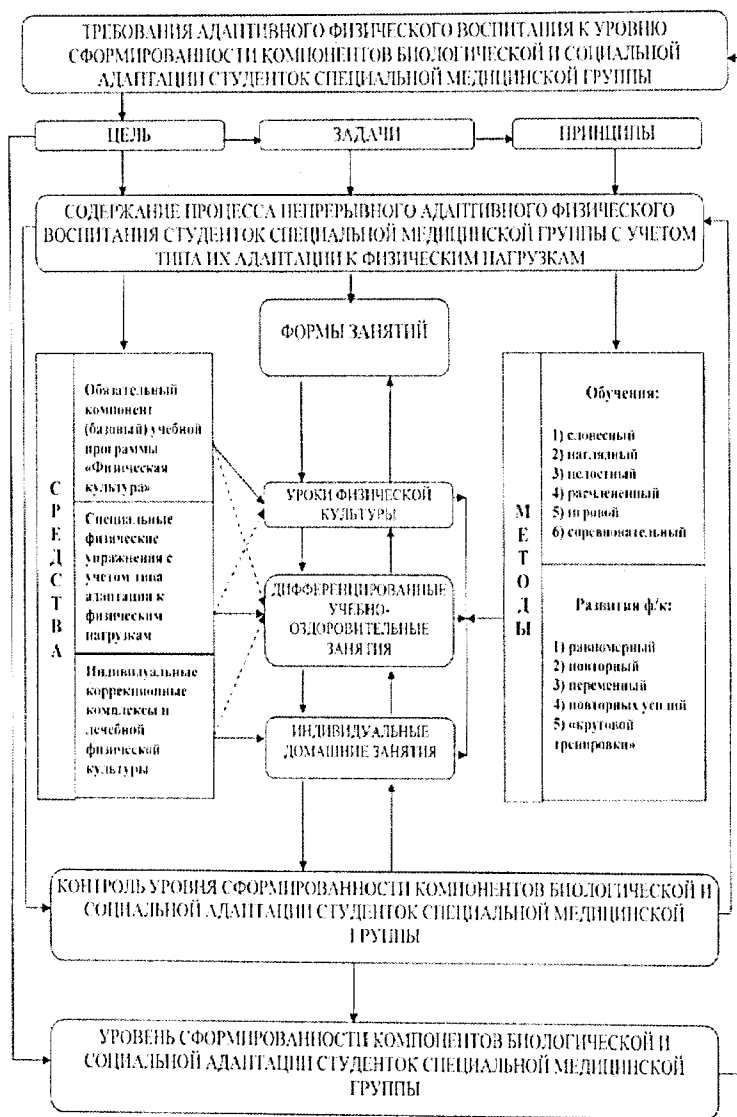 ТРЕБОВАНИЯ АДАПТИВНОГО ФИЗИЧЕСКОГО ВОСПИТАНИЯ К УРОВНЮ
СФОРМИРОВАННОСТИ КОМПОНЕНТОВ БИОЛОГИЧЕСКОЙ И СОЦИАЛЬНОЙ
АДАПТАЦИИ СТУДЕНТОК СПЕЦИАЛЬНОЙ МЕДИЦИНСКОЙ ГРУППЫ
ЦЕЛЬ
ЗАДАЧИ
ПРИНЦИПЫ
СОДЕРЖАНИЕ ПРОЦЕССА НЕПРЕРЫВНОГО АДАПТИВНОГО ФИЗИЧЕСКОГО
ВОСПИТАНИЯ СТУДЕНТОК СПЕЦИАЛЬНОЙ МЕДИЦИНСКОЙ ГРУППЫ С УЧЕТОМ
ТИПА ИХ АДАПТАЦИИ К ФИЗИЧЕСКИМ НАГРУЗКАМ
СРЕДСТВА
Обязательный
компонент
(базовый) учебной
программы
«Физическая
культура»
Специальные
физические
упражнения с
учетом типа
адаптации к
физическим
нагрузкам
Индивидуальные
коррекционные
комплексы и
лечебной
физической
культуры
ФОРМЫ ЗАНЯТИЙ
УРОКИ ФИЗИЧЕСКОЙ
КУЛЬТУРЫ
ДИФФЕРЕНЦИРОВАННЫЕ
УЧЕБНО-
ОЗДОРОВИТЕЛЬНЫЕ
ЗАНЯТИЯ
ИНДИВИДУАЛЬНЫЕ
ДОМАШНИЕ ЗАНЯТИЯ
МЕТОДЫ
Обучения:
1) словесный
2) наглядный
3) целостный
4) расчлененный
5) игровой
6) соревновательный
Развития ф/к:
1) равномерный
2) повторный
3) переменный
4) повторных усилий
5) «круговой
тренировки»
КОНТРОЛЬ УРОВНЯ СФОРМИРОВАННОСТИ КОМПОНЕНТОВ БИОЛОГИЧЕСКОЙ И
СОЦИАЛЬНОЙ АДАПТАЦИИ СТУДЕНТОК СПЕЦИАЛЬНОЙ МЕДИЦИНСКОЙ
ГРУППЫ
УРОВЕНЬ СФОРМИРОВАННОСТИ КОМПОНЕНТОВ БИОЛОГИЧЕСКОЙ И
СОЦИАЛЬНОЙ АДАПТАЦИИ СТУДЕНТОК СПЕЦИАЛЬНОЙ МЕДИЦИНСКОЙ
ГРУППЫ